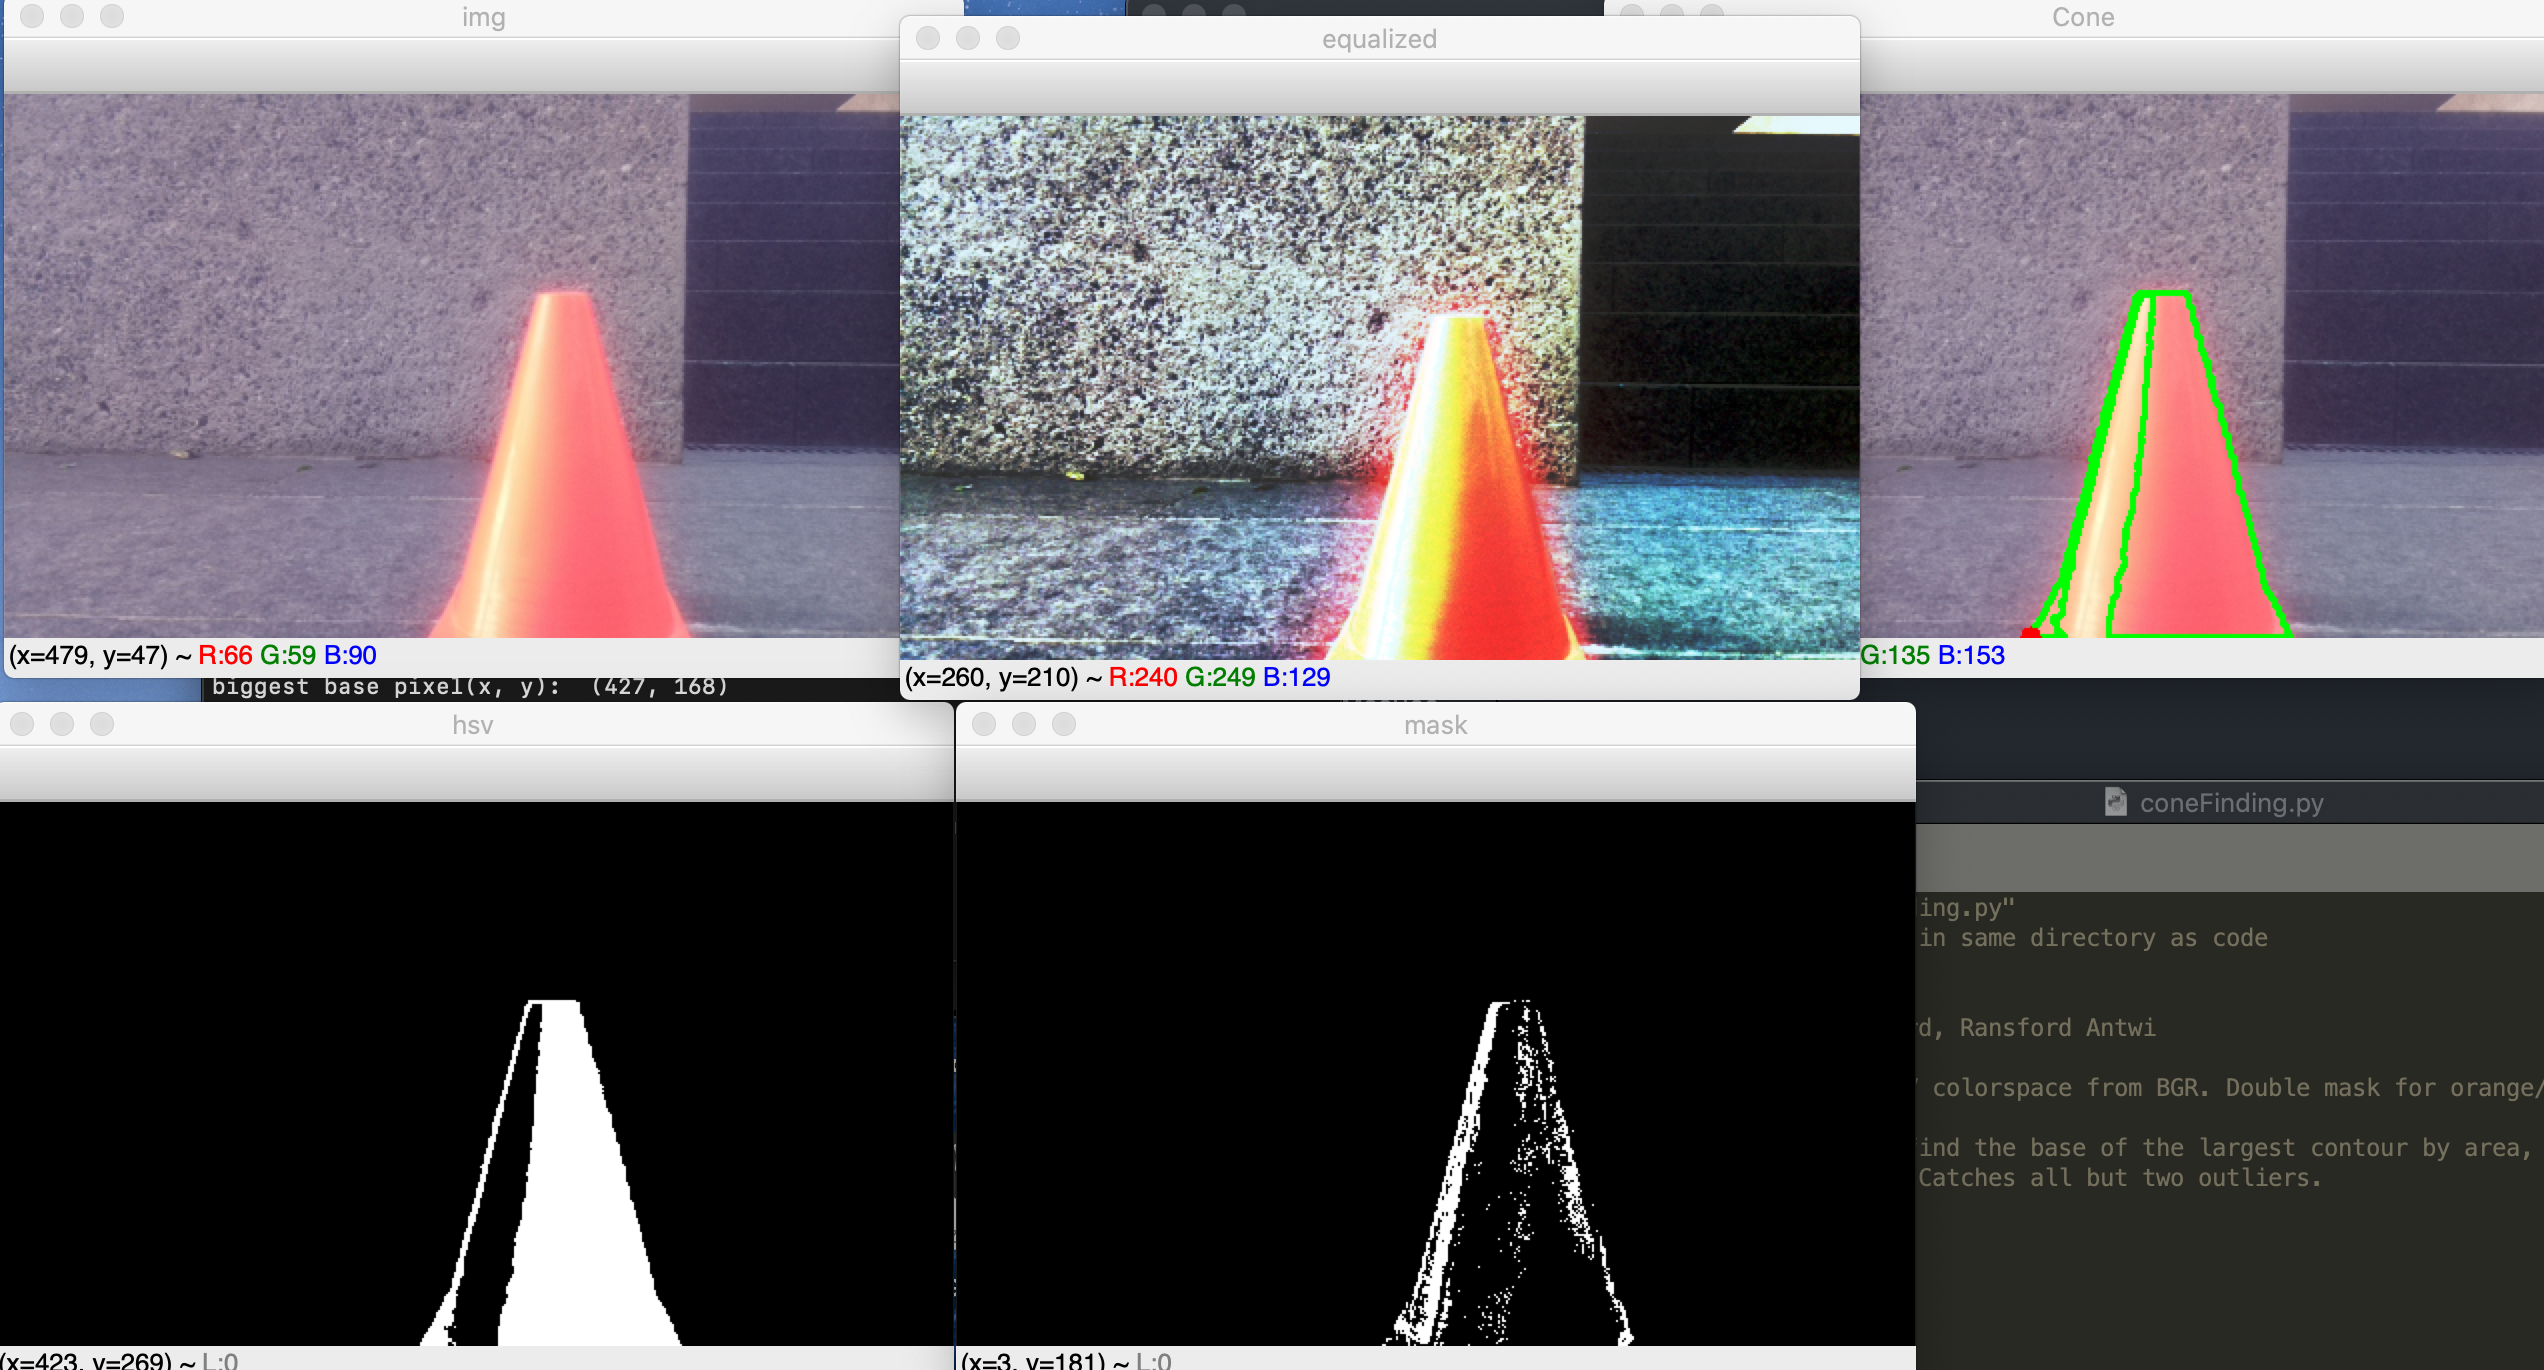 img
equalized
Cone
(x=479, y=47) ~ R:66 G:59 B:90
(x=260, y=210) ~ R:240 G:249 B:129
G:135 B:153
biggest base pixel(x, y):  (427, 168)
hsv
mask
coneFinding.py
ing.py"
in same directory as code
d, Ransford Antwi
colorspace from BGR. Double mask for orange/
ind the base of the largest contour by area,
Catches all but two outliers.
(x=423, y=269) ~ L:0
(x=3, y=181) ~ L:0